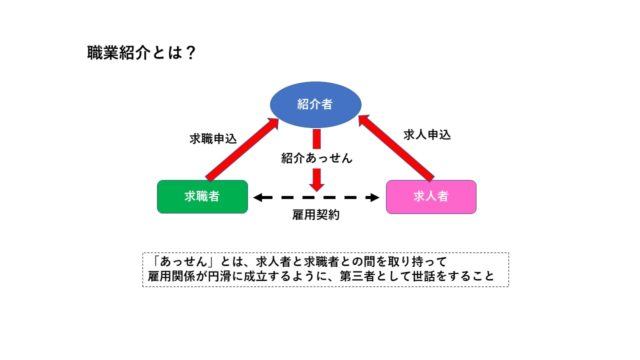 職業紹介とは？
紹介者
求職申込
求人申込
紹介あっせん
求職者
求人者
雇用契約
「あっせん」とは、求人者と求職者との間を取り持って
雇用関係が円滑に成立するように、第三者として世話をすること